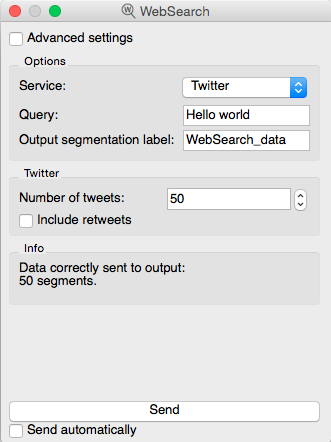 WebSearch
Advanced settings
Options
Service: Twitter
Query: Hello world
Output segmentation label: WebSearch_data
Twitter
Number of tweets: 50
Include retweets
Info
Data correctly sent to output:
50 segments.
Send
Send automatically